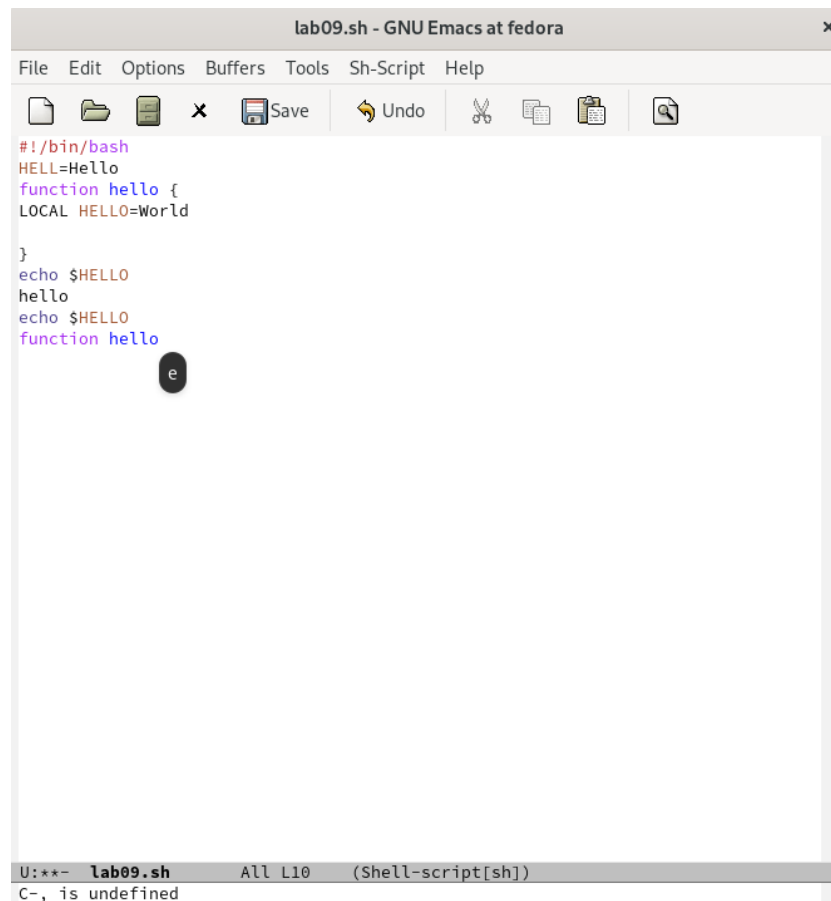 lab09.sh - GNU Emacs at fedora
File Edit Options Buffers Tools Sh-Script Help
Save Undo
#!/bin/bash
HELL=Hello
function hello {
LOCAL HELLO=World
}
echo $HELLO
hello
echo $HELLO
function hello
e
U:**- lab09.sh All L10 (Shell-script[sh])
C-, is undefined